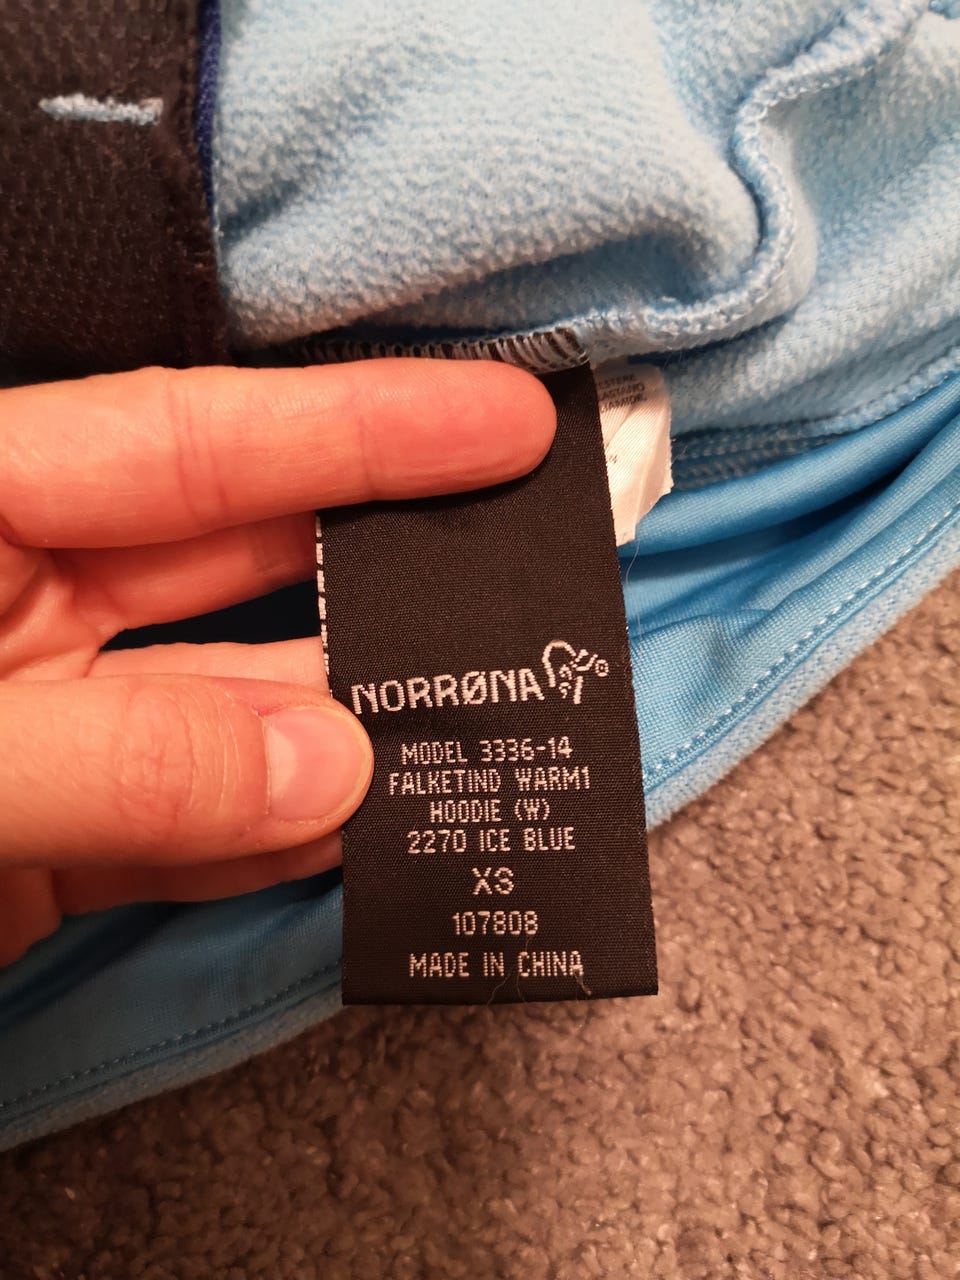 NORRØNA
MODEL 3336-14
FALKETIND WARM1
HOODIE (W)
2270 ICE BLUE
XS
107808
MADE IN CHINA